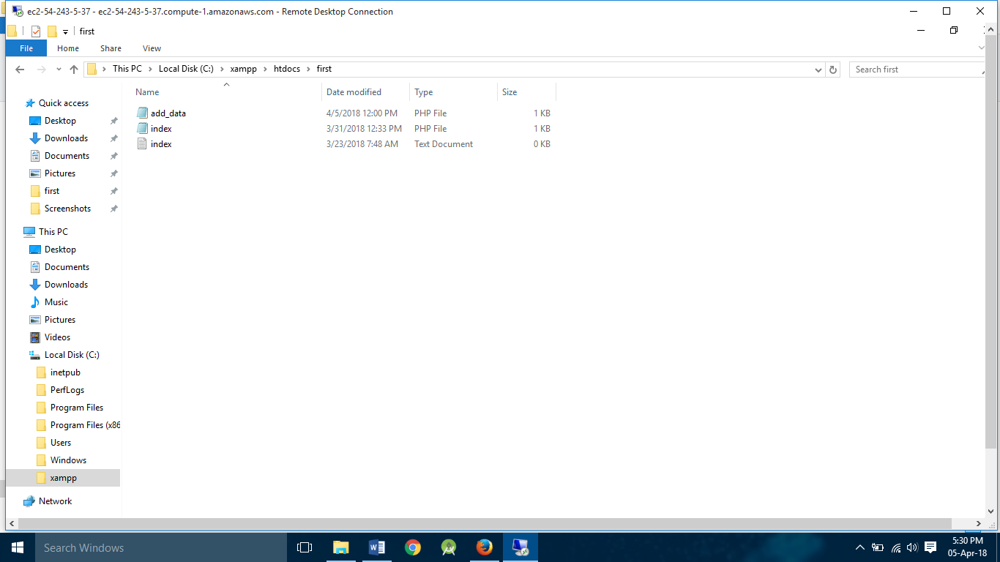 ec2-54-243-5-37 - ec2-54-243-5-37.compute-1.amazonaws.com - Remote Desktop Connection
first
File Home Share View
This PC Local Disk (C:) xampp htdocs first
Search first
Name Date modified Type Size
add_data 4/5/2018 12:00 PM PHP File 1 KB
index 3/31/2018 12:33 PM PHP File 1 KB
index 3/23/2018 7:48 AM Text Document 0 KB
Quick access
Desktop
Downloads
Documents
Pictures
first
Screenshots
This PC
Desktop
Documents
Downloads
Music
Pictures
Videos
Local Disk (C:)
inetpub
PerfLogs
Program Files
Program Files (x86
Users
Windows
xampp
Network
Search Windows
5:30 PM
05-Apr-18